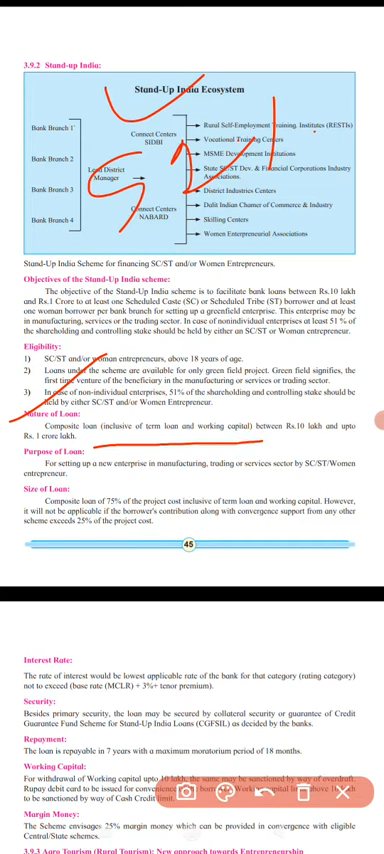 3.9.2 Stand-up India:
Stand-Up India Ecosystem
Bank Branch 1
Bank Branch 2
Bank Branch 3
Bank Branch 4
Lead District
Manager
Connect Centers
SIDBI
Connect Centers
NABARD
Rural Self-Employment Training Institutes (RESTIs)
Vocational Training Centers
MSME Development Institutions
State SC/ST Dev. & Financial Corporations Industry
Associations.
District Industries Centers
Dalit Indian Chamer of Commerce & Industry
Skilling Centers
Women Enterpreneurial Associations
Stand-Up India Scheme for financing SC/ST and/or Women Entrepreneurs.
Objectives of the Stand-Up India scheme:
The objective of the Stand-Up India scheme is to facilitate bank loans between Rs.10 lakh
and Rs.1 Crore to at least one Scheduled Caste (SC) or Scheduled Tribe (ST) borrower and at least
one woman borrower per bank branch for setting up a greenfield enterprise. This enterprise may be
in manufacturing, services or the trading sector. In case of nonindividual enterprises at least 51 % of
the shareholding and controlling stake should be held by either an SC/ST or Woman entrepreneur.
Eligibility:
1) SC/ST and/or woman entrepreneurs, above 18 years of age.
2) Loans under the scheme are available for only green field project. Green field signifies, the
first time venture of the beneficiary in the manufacturing or services or trading sector.
3) In case of non-individual enterprises, 51% of the shareholding and controlling stake should be
held by either SC/ST and/or Women Entrepreneur.
Nature of Loan:
Composite loan (inclusive of term loan and working capital) between Rs.10 lakh and upto
Rs. 1 crore lakh.
Purpose of Loan:
For setting up a new enterprise in manufacturing, trading or services sector by SC/ST/Women
entrepreneur.
Size of Loan:
Composite loan of 75% of the project cost inclusive of term loan and working capital. However,
it will not be applicable if the borrower's contribution along with convergence support from any other
scheme exceeds 25% of the project cost.
45
Interest Rate:
The rate of interest would be lowest applicable rate of the bank for that category (rating category)
not to exceed (base rate (MCLR) + 3%+ tenor premium).
Security:
Besides primary security, the loan may be secured by collateral security or guarantee of Credit
Guarantee Fund Scheme for Stand-Up India Loans (CGFSIL) as decided by the banks.
Repayment:
The loan is repayable in 7 years with a maximum moratorium period of 18 months.
Working Capital:
For withdrawal of Working capital upto 10 lakh, the same may be sanctioned by way of overdraft.
Rupay debit card to be issued for convenience Working capital limit above 10 lakh
to be sanctioned by way of Cash Credit limit.
Margin Money:
The Scheme envisages 25% margin money which can be provided in convergence with eligible
Central/State schemes.
3.9.3 Agro Tourism (Rural Tourism): New approach towards Entrepreneurship